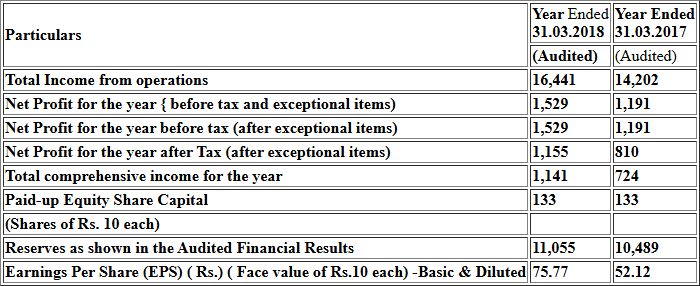 Particulars Year Ended 31.03.2018 Year Ended 31.03.2017
(Audited) (Audited)
Total Income from operations 16,441 14,202
Net Profit for the year { before tax and exceptional items) 1,529 1,191
Net Profit for the year before tax (after exceptional items) 1,529 1,191
Net Profit for the year after Tax (after exceptional items) 1,155 810
Total comprehensive income for the year 1,141 724
Paid-up Equity Share Capital 133 133
(Shares of Rs. 10 each)
Reserves as shown in the Audited Financial Results 11,055 10,489
Earnings Per Share (EPS) ( Rs.) ( Face value of Rs.10 each) -Basic & Diluted 75.77 52.12